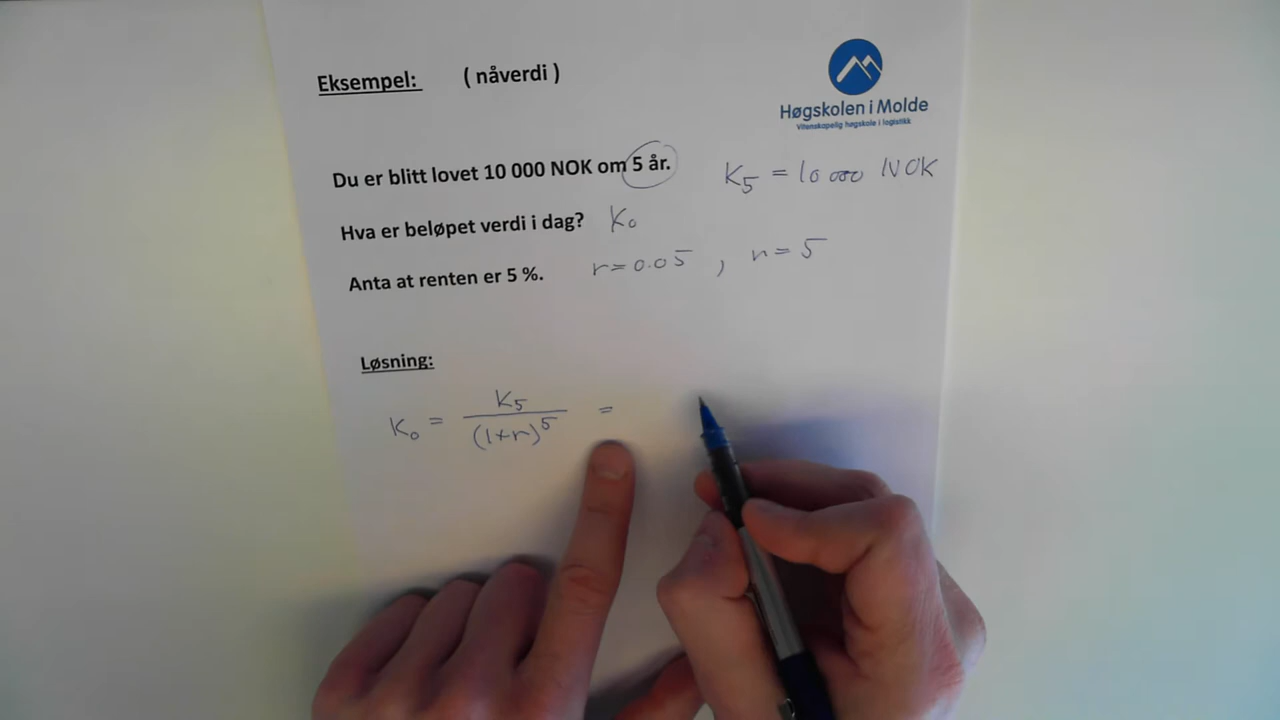 Eksempel: ( nåverdi )
Høgskolen i Molde
Vitenskapelig høgskole i logistikk
Du er blitt lovet 10 000 NOK om 5 år. K5 = 10 000 NOK
Hva er beløpet verdi i dag? K0
Anta at renten er 5 %. r=0.05 , n=5
Løsning:
K0 = K5 / (1+r)^5 =